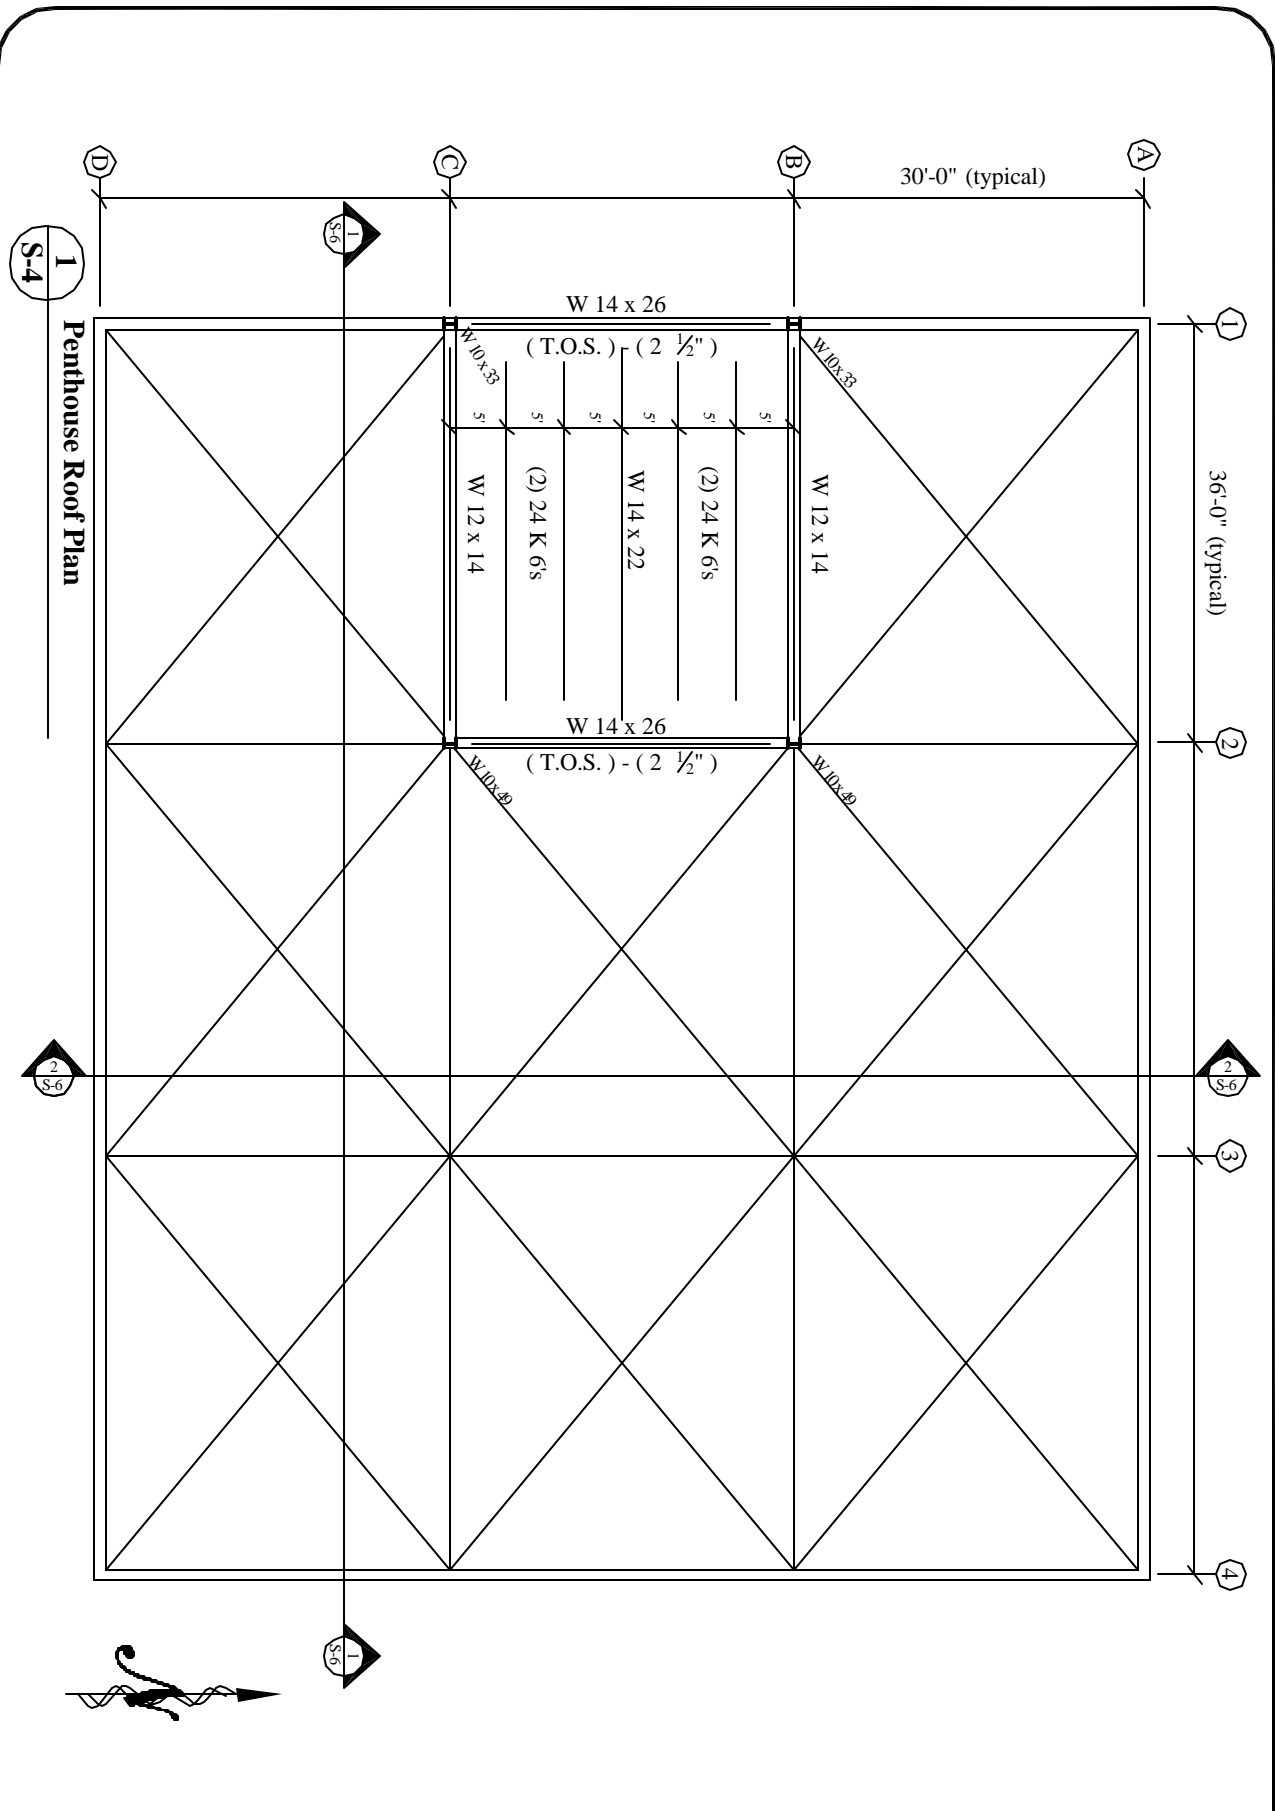 1
2
3
4
36'-0" (typical)
A
B
C
D
30'-0" (typical)
W 12 x 14
W 10x33
W 10x49
W 14 x 26
( T.O.S. ) - ( 2 ½" )
5'
5'
5'
5'
5'
5'
(2) 24 K 6's
W 14 x 22
(2) 24 K 6's
W 14 x 26
( T.O.S. ) - ( 2 ½" )
W 12 x 14
W 10x33
W 10x49
1
S-6
1
S-6
2
S-6
2
S-6
1
S-4
Penthouse Roof Plan